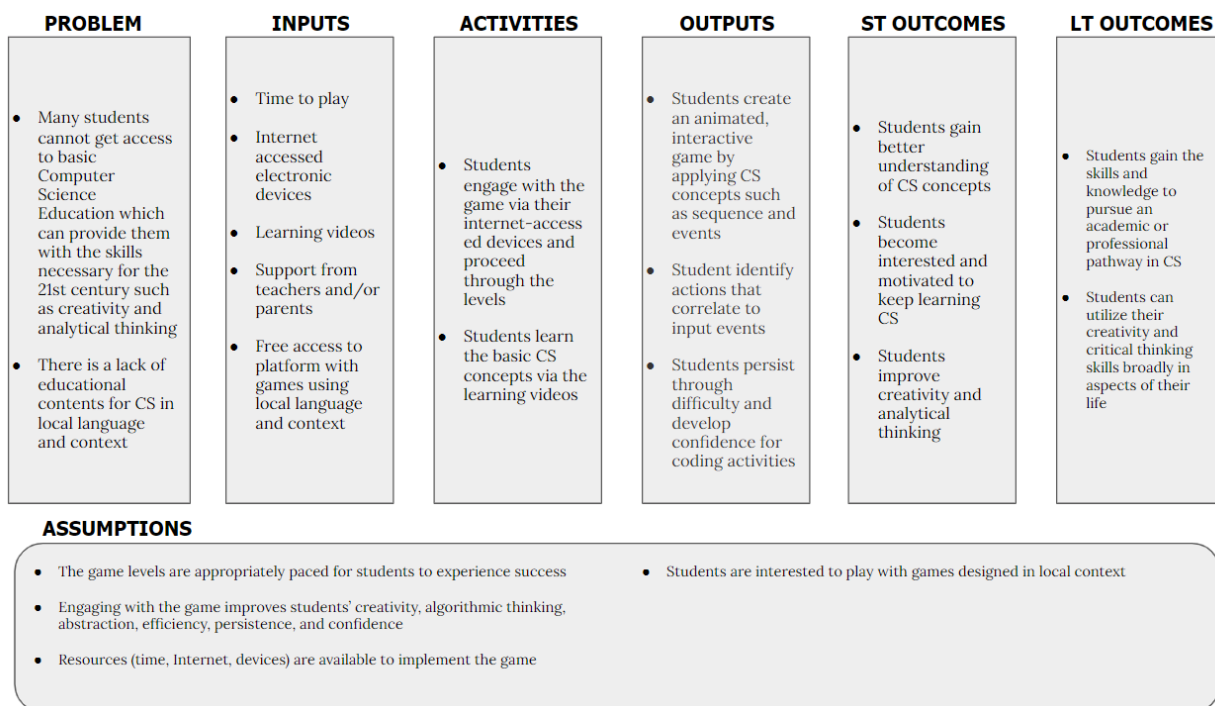 PROBLEM
● Many students
cannot get access
to basic
Computer
Science
Education which
can provide them
with the skills
necessary for the
21st century such
as creativity and
analytical thinking
● There is a lack of
educational
contents for CS in
local language
and context
INPUTS
● Time to play
● Internet
accessed
electronic
devices
● Learning videos
● Support from
teachers and/or
parents
● Free access to
platform with
games using
local language
and context
ACTIVITIES
● Students
engage with the
game via their
internet-access
ed devices and
proceed
through the
levels
● Students learn
the basic CS
concepts via the
learning videos
OUTPUTS
● Students create
an animated,
interactive
game by
applying CS
concepts such
as sequence and
events
● Student identify
actions that
correlate to
input events
● Students persist
through
difficulty and
develop
confidence for
coding activities
ST OUTCOMES
● Students gain
better
understanding
of CS concepts
● Students
become
interested and
motivated to
keep learning
CS
● Students
improve
creativity and
analytical
thinking
LT OUTCOMES
● Students gain the
skills and
knowledge to
pursue an
academic or
professional
pathway in CS
● Students can
utilize their
creativity and
critical thinking
skills broadly in
aspects of their
life
ASSUMPTIONS
● The game levels are appropriately paced for students to experience success
● Engaging with the game improves students' creativity, algorithmic thinking,
abstraction, efficiency, persistence, and confidence
● Resources (time, Internet, devices) are available to implement the game
● Students are interested to play with games designed in local context